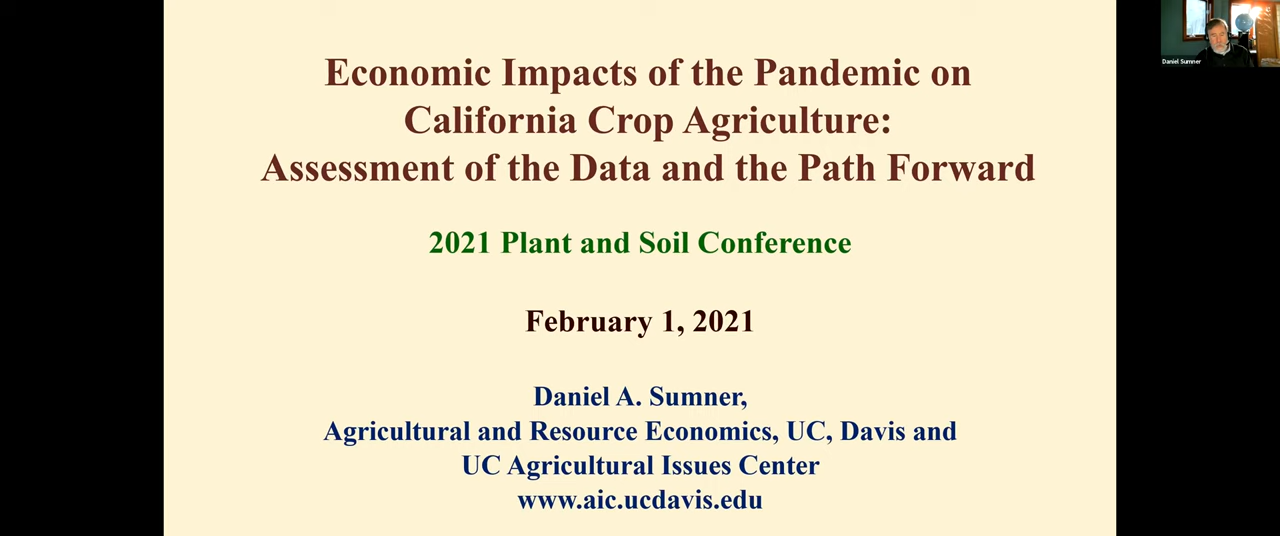 Economic Impacts of the Pandemic on
California Crop Agriculture:
Assessment of the Data and the Path Forward
2021 Plant and Soil Conference
February 1, 2021
Daniel A. Sumner,
Agricultural and Resource Economics, UC, Davis and
UC Agricultural Issues Center
www.aic.ucdavis.edu
Daniel Sumner